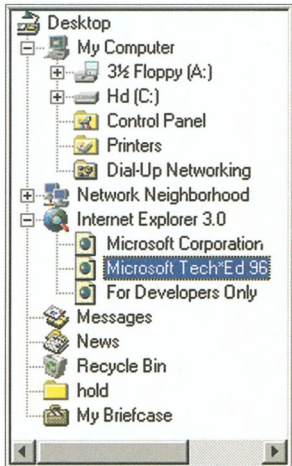 Desktop
My Computer
3½ Floppy (A:)
Hd (C:)
Control Panel
Printers
Dial-Up Networking
Network Neighborhood
Internet Explorer 3.0
Microsoft Corporation
Microsoft Tech*Ed 96
For Developers Only
Messages
News
Recycle Bin
hold
My Briefcase